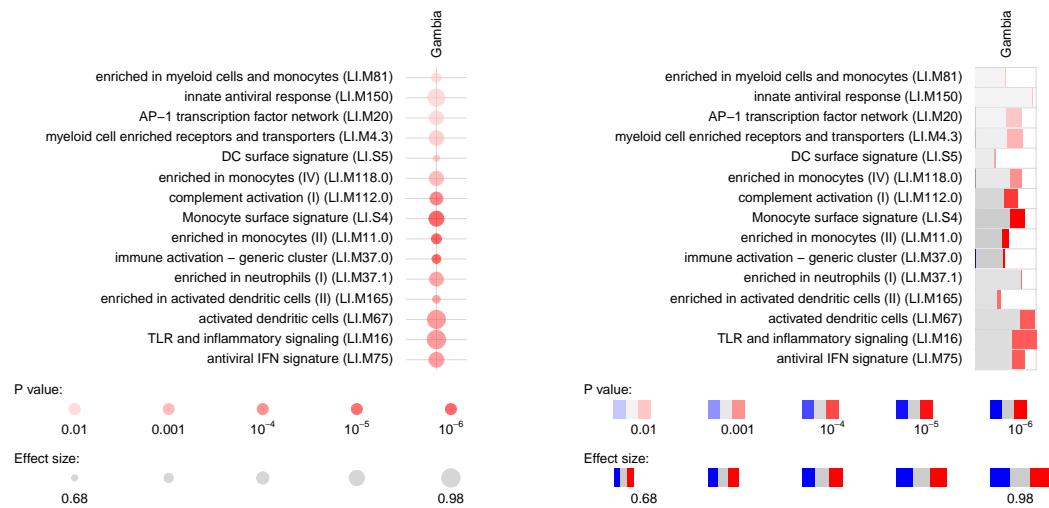 Gambia
enriched in myeloid cells and monocytes (LI.M81)
innate antiviral response (LI.M150)
AP−1 transcription factor network (LI.M20)
myeloid cell enriched receptors and transporters (LI.M4.3)
DC surface signature (LI.S5)
enriched in monocytes (IV) (LI.M118.0)
complement activation (I) (LI.M112.0)
Monocyte surface signature (LI.S4)
enriched in monocytes (II) (LI.M11.0)
immune activation − generic cluster (LI.M37.0)
enriched in neutrophils (I) (LI.M37.1)
enriched in activated dendritic cells (II) (LI.M165)
activated dendritic cells (LI.M67)
TLR and inflammatory signaling (LI.M16)
antiviral IFN signature (LI.M75)
P value:
0.01 0.001 10⁻⁴ 10⁻⁵ 10⁻⁶
Effect size:
0.68 0.98
Gambia
enriched in myeloid cells and monocytes (LI.M81)
innate antiviral response (LI.M150)
AP−1 transcription factor network (LI.M20)
myeloid cell enriched receptors and transporters (LI.M4.3)
DC surface signature (LI.S5)
enriched in monocytes (IV) (LI.M118.0)
complement activation (I) (LI.M112.0)
Monocyte surface signature (LI.S4)
enriched in monocytes (II) (LI.M11.0)
immune activation − generic cluster (LI.M37.0)
enriched in neutrophils (I) (LI.M37.1)
enriched in activated dendritic cells (II) (LI.M165)
activated dendritic cells (LI.M67)
TLR and inflammatory signaling (LI.M16)
antiviral IFN signature (LI.M75)
P value:
0.01 0.001 10⁻⁴ 10⁻⁵ 10⁻⁶
Effect size:
0.68 0.98